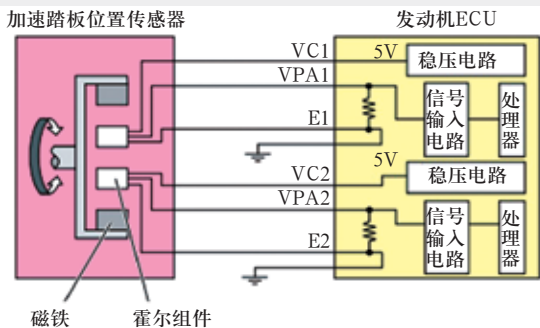 加速踏板位置传感器
发动机ECU
VC1
5V
稳压电路
VPA1
信号
输入
电路
处
理
器
E1
VC2
5V
稳压电路
VPA2
信号
输入
电路
处
理
器
E2
磁铁
霍尔组件